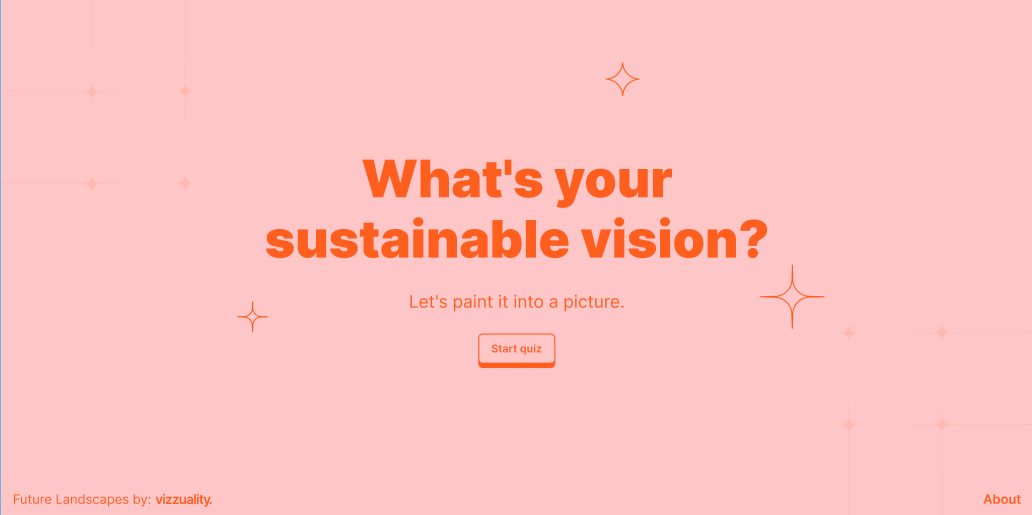 What's your
sustainable vision?
Let's paint it into a picture.
Start quiz
Future Landscapes by: vizzuality.
About